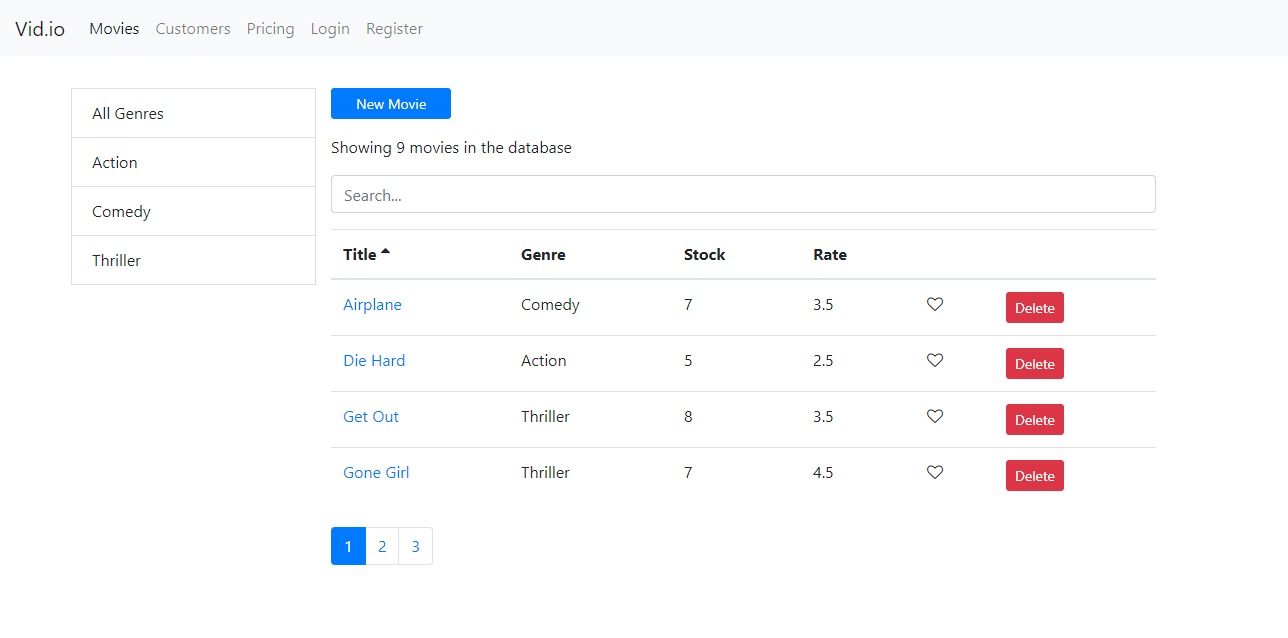 Vid.io Movies Customers Pricing Login Register
All Genres
Action
Comedy
Thriller
New Movie
Showing 9 movies in the database
Search...
Title Genre Stock Rate
Airplane Comedy 7 3.5 Delete
Die Hard Action 5 2.5 Delete
Get Out Thriller 8 3.5 Delete
Gone Girl Thriller 7 4.5 Delete
1 2 3